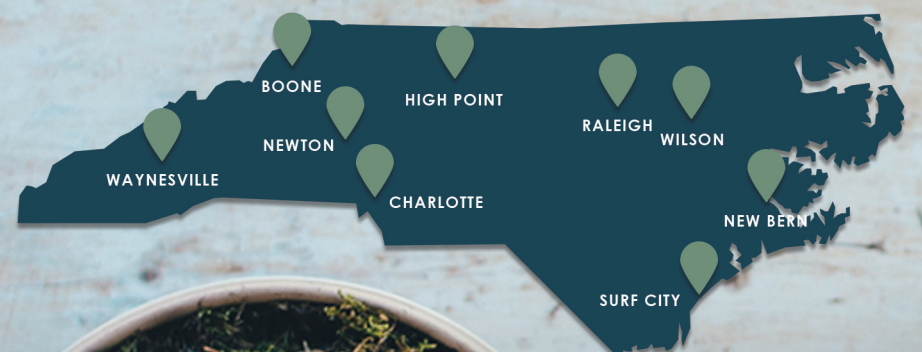 BOONE
HIGH POINT
RALEIGH
WILSON
NEWTON
WAYNESVILLE
CHARLOTTE
NEW BERN
SURF CITY